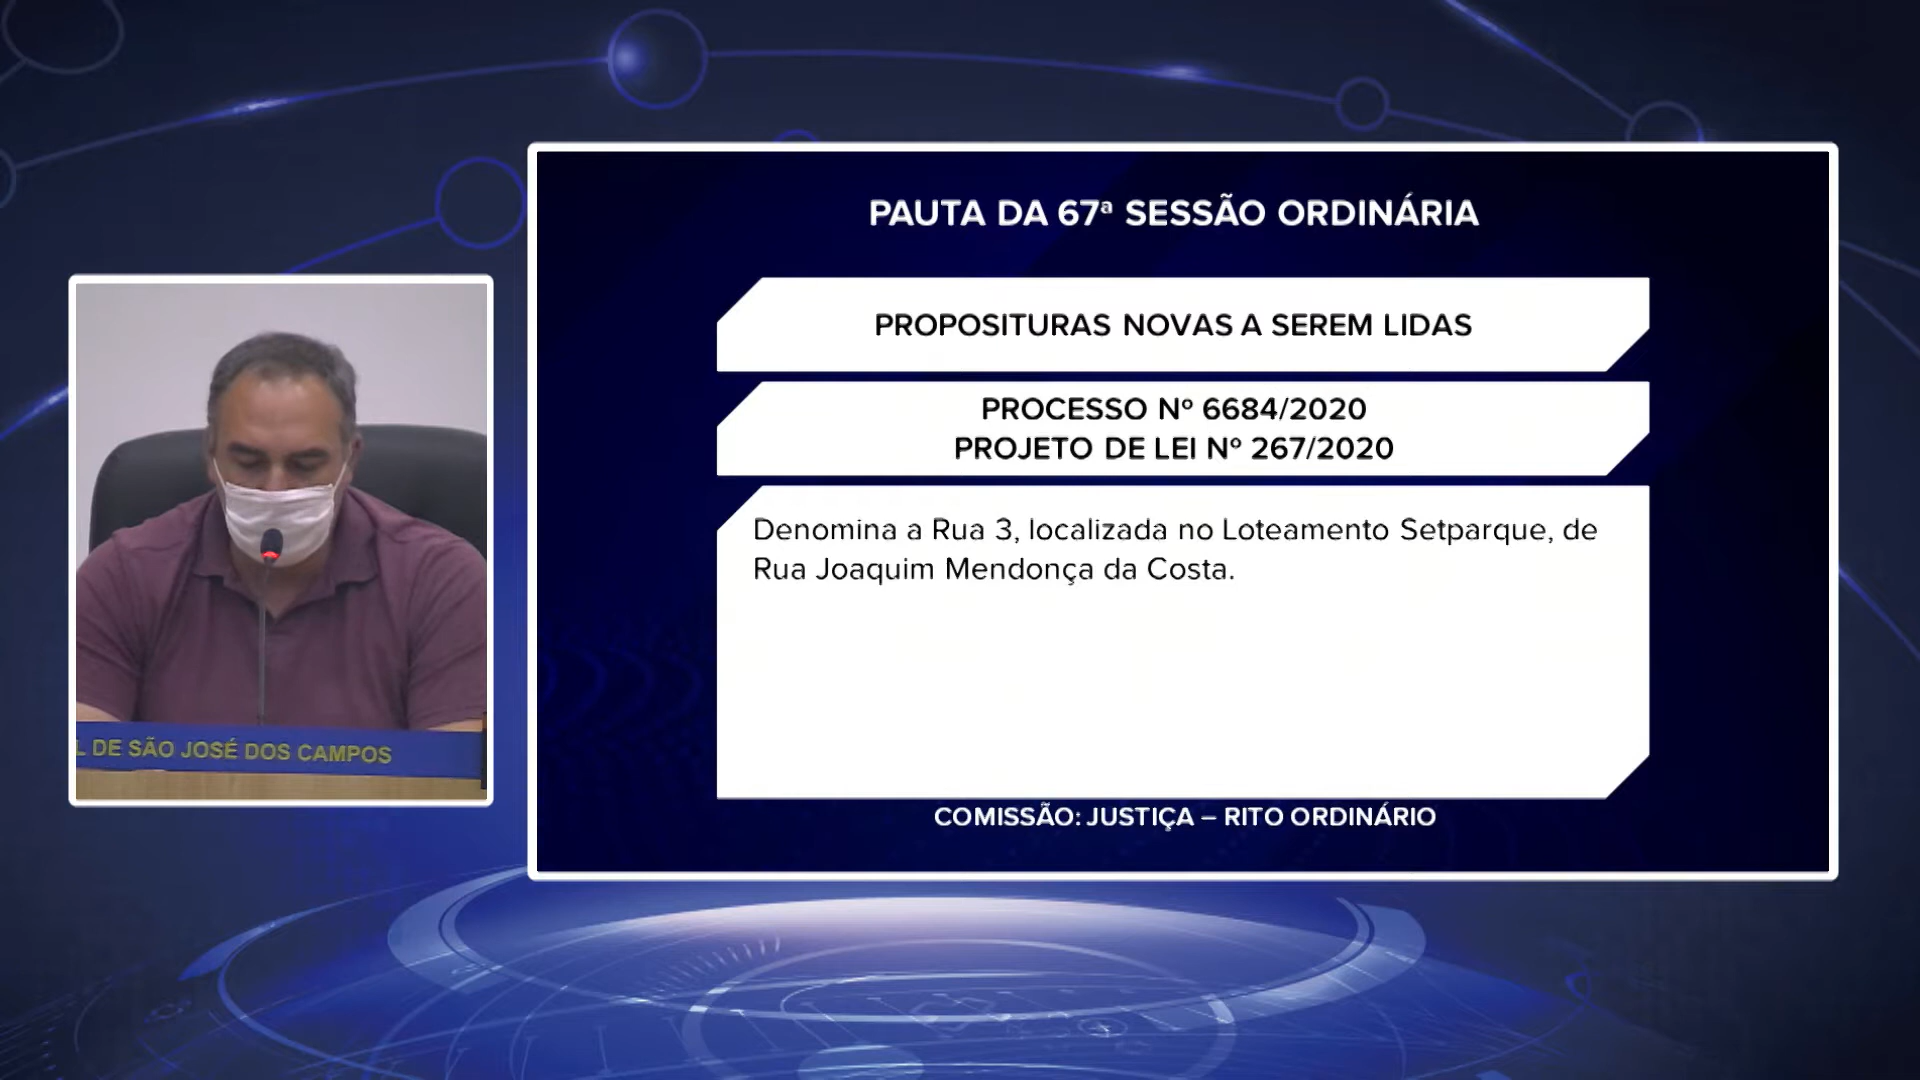 PAUTA DA 67ª SESSÃO ORDINÁRIA
PROPOSITURAS NOVAS A SEREM LIDAS
PROCESSO Nº 6684/2020
PROJETO DE LEI Nº 267/2020
Denomina a Rua 3, localizada no Loteamento Setparque, de
Rua Joaquim Mendonça da Costa.
COMISSÃO: JUSTIÇA – RITO ORDINÁRIO
L DE SÃO JOSÉ DOS CAMPOS